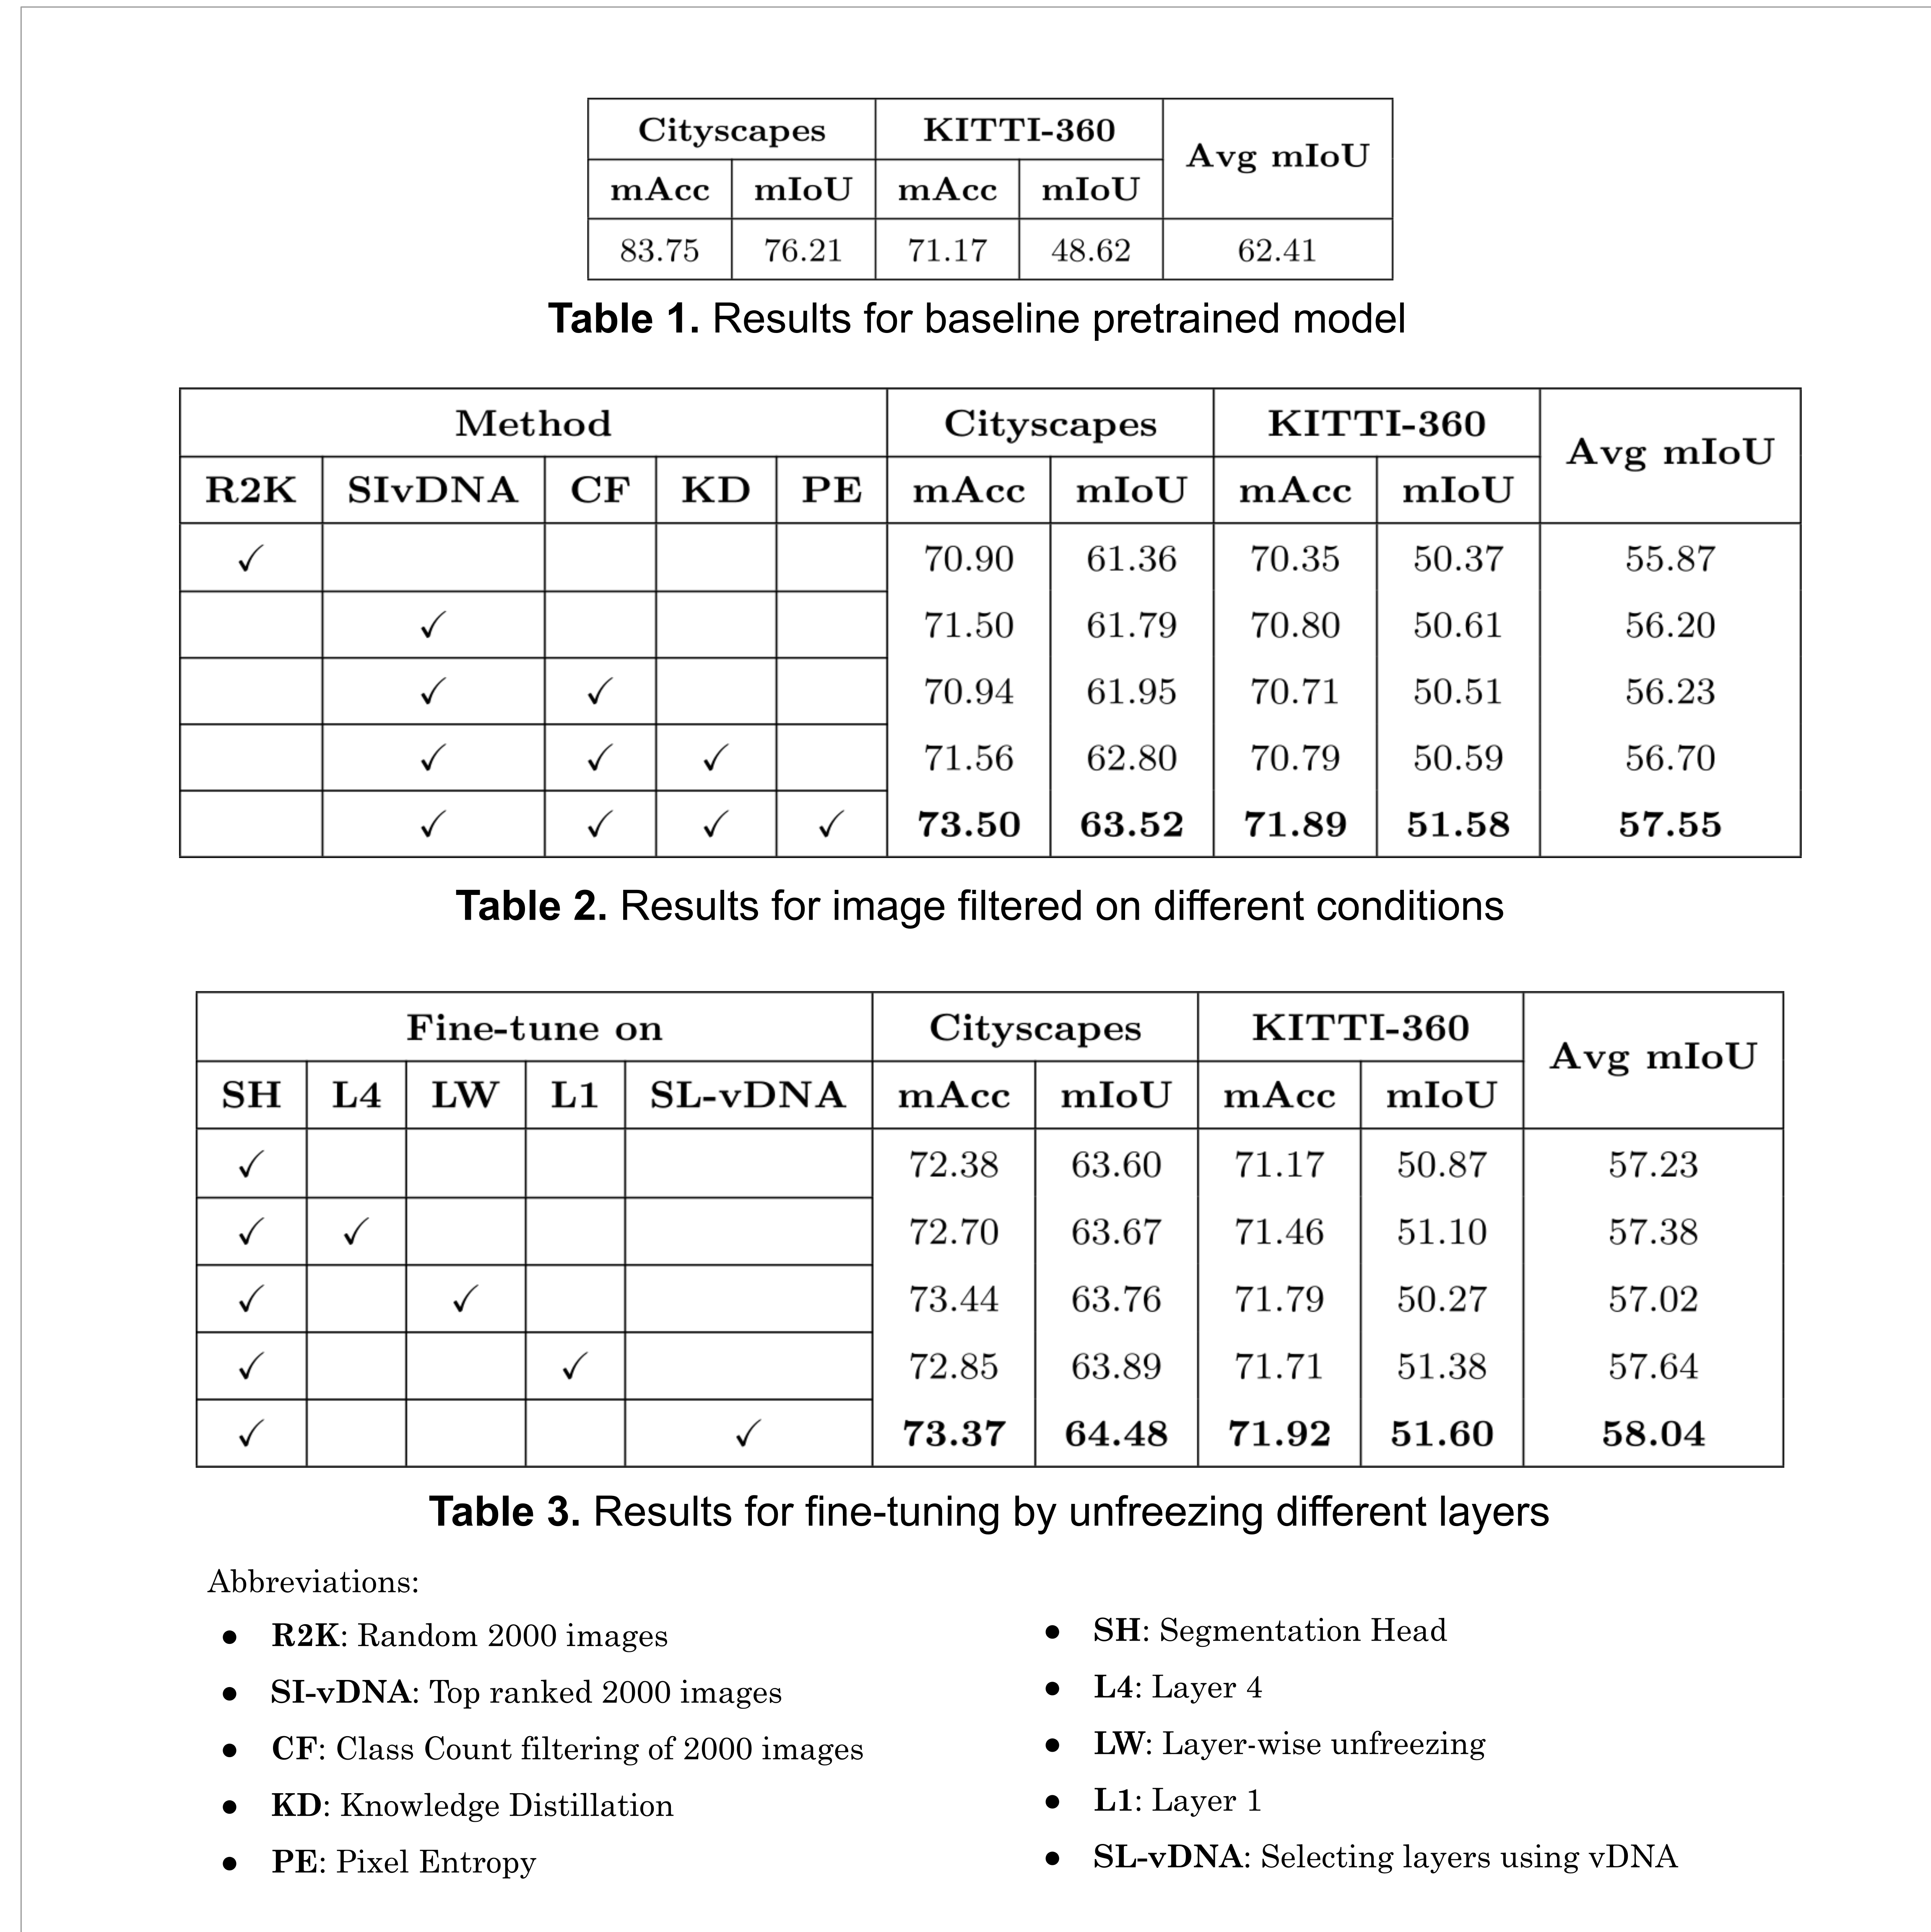 Cityscapes KITTI-360 Avg mIoU
mAcc mIoU mAcc mIoU
83.75 76.21 71.17 48.62 62.41
Table 1. Results for baseline pretrained model
Method Cityscapes KITTI-360 Avg mIoU
R2K SIvDNA CF KD PE mAcc mIoU mAcc mIoU
✓ 70.90 61.36 70.35 50.37 55.87
✓ 71.50 61.79 70.80 50.61 56.20
✓ ✓ 70.94 61.95 70.71 50.51 56.23
✓ ✓ ✓ 71.56 62.80 70.79 50.59 56.70
✓ ✓ ✓ ✓ 73.50 63.52 71.89 51.58 57.55
Table 2. Results for image filtered on different conditions
Fine-tune on Cityscapes KITTI-360 Avg mIoU
SH L4 LW L1 SL-vDNA mAcc mIoU mAcc mIoU
✓ 72.38 63.60 71.17 50.87 57.23
✓ ✓ 72.70 63.67 71.46 51.10 57.38
✓ ✓ 73.44 63.76 71.79 50.27 57.02
✓ ✓ 72.85 63.89 71.71 51.38 57.64
✓ ✓ 73.37 64.48 71.92 51.60 58.04
Table 3. Results for fine-tuning by unfreezing different layers
Abbreviations:
● R2K: Random 2000 images
● SI-vDNA: Top ranked 2000 images
● CF: Class Count filtering of 2000 images
● KD: Knowledge Distillation
● PE: Pixel Entropy
● SH: Segmentation Head
● L4: Layer 4
● LW: Layer-wise unfreezing
● L1: Layer 1
● SL-vDNA: Selecting layers using vDNA